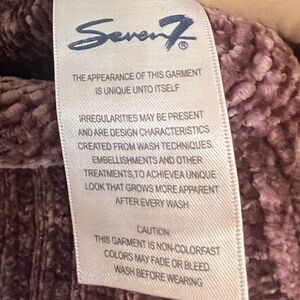 Seven7®
THE APPEARANCE OF THIS GARMENT
IS UNIQUE UNTO ITSELF
IRREGULARITIES MAY BE PRESENT
AND ARE DESIGN CHARACTERISTICS
CREATED FROM WASH TECHNIQUES,
EMBELLISHMENTS AND OTHER
TREATMENTS,TO ACHIEVEA UNIQUE
LOOK THAT GROWS MORE APPARENT
AFTER EVERY WASH
CAUTION:
THIS GARMENT IS NON-COLORFAST
COLORS MAY FADE OR BLEED
WASH BEFORE WEARING